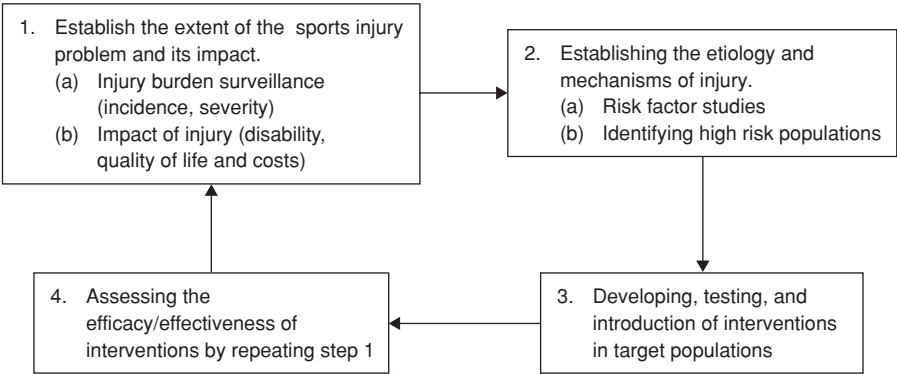 1. Establish the extent of the sports injury
problem and its impact.
(a) Injury burden surveillance
(incidence, severity)
(b) Impact of injury (disability,
quality of life and costs)
2. Establishing the etiology and
mechanisms of injury.
(a) Risk factor studies
(b) Identifying high risk populations
3. Developing, testing, and
introduction of interventions
in target populations
4. Assessing the
efficacy/effectiveness of
interventions by repeating step 1